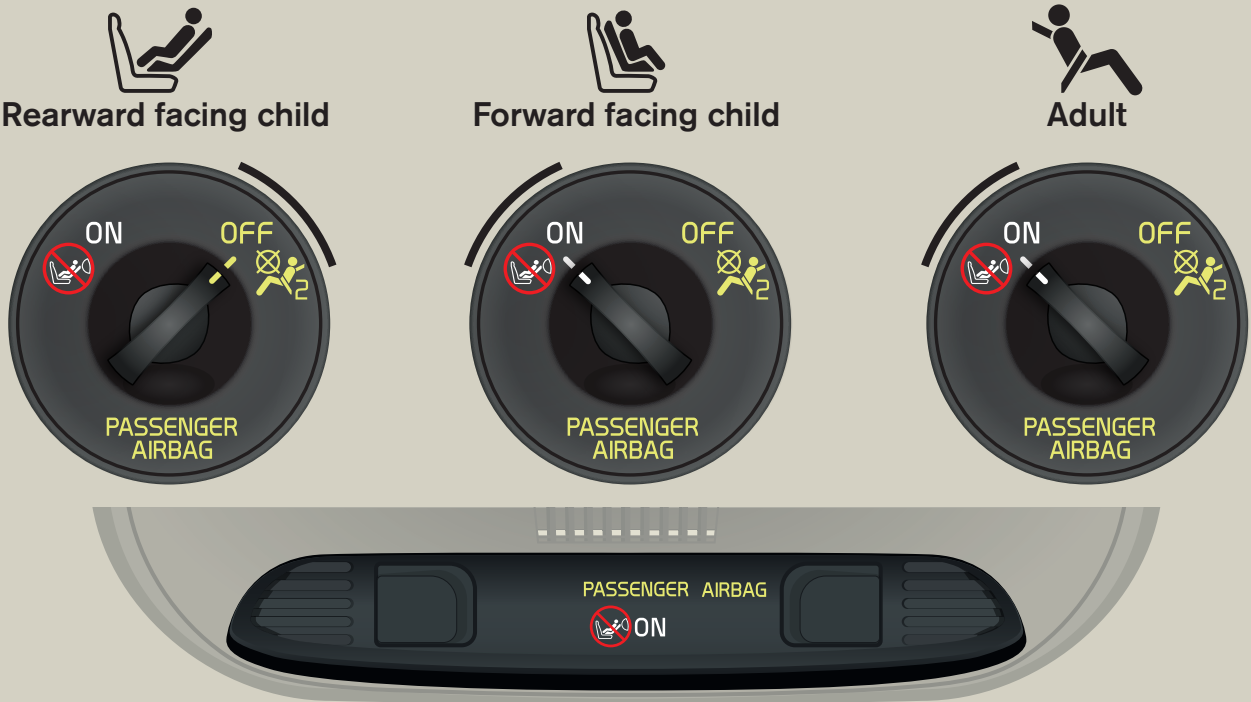 Rearward facing child
Forward facing child
Adult
ON OFF
2
PASSENGER
AIRBAG
ON OFF
2
PASSENGER
AIRBAG
ON OFF
2
PASSENGER
AIRBAG
PASSENGER AIRBAG
ON